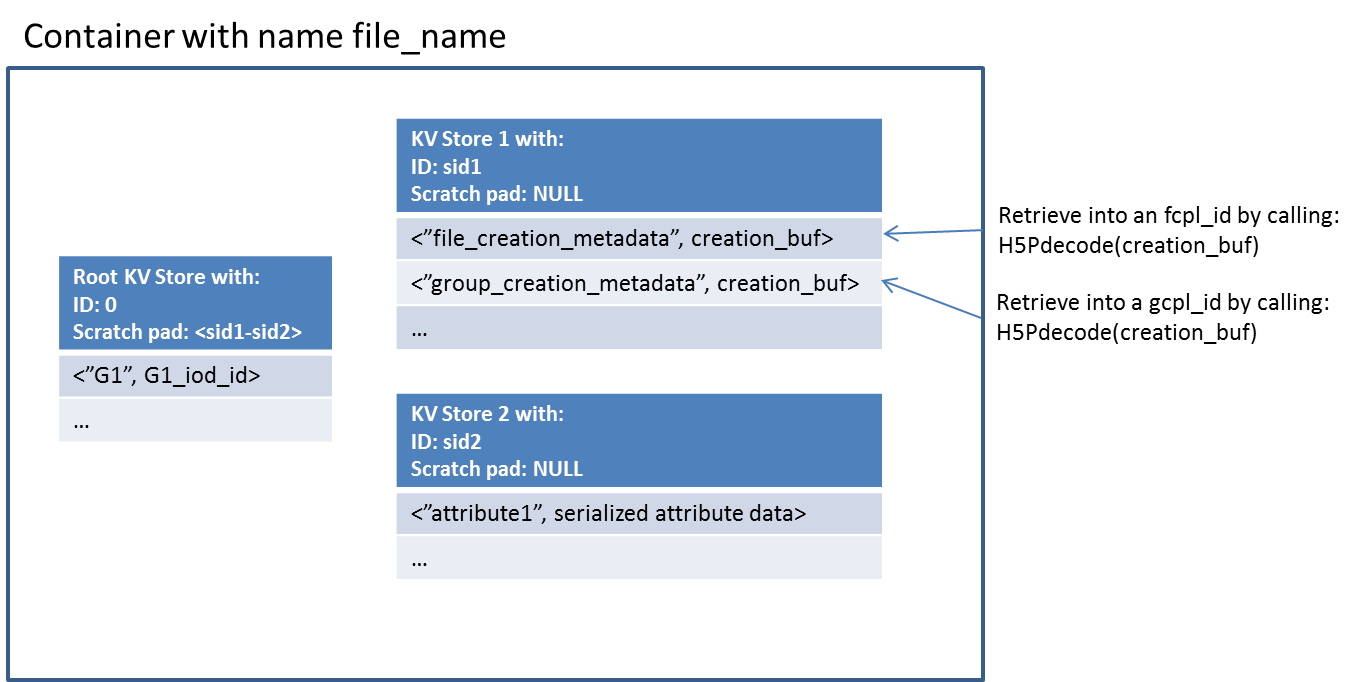 Container with name file_name
KV Store 1 with:
ID: sid1
Scratch pad: NULL
<”file_creation_metadata”, creation_buf>
<”group_creation_metadata”, creation_buf>
...
Retrieve into an fcpl_id by calling:
H5Pdecode(creation_buf)
Retrieve into a gcpl_id by calling:
H5Pdecode(creation_buf)
Root KV Store with:
ID: 0
Scratch pad: <sid1-sid2>
<”G1”, G1_iod_id>
...
KV Store 2 with:
ID: sid2
Scratch pad: NULL
<”attribute1”, serialized attribute data>
...